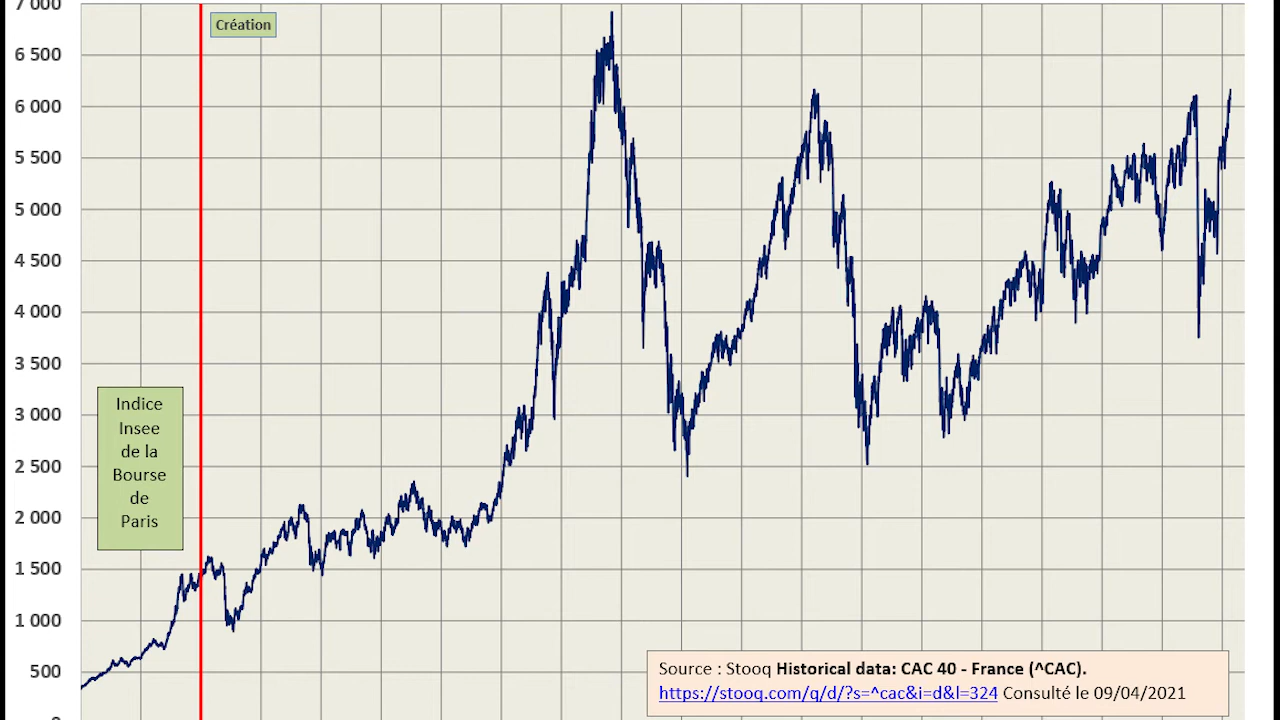 7 000
Création
6 500
6 000
5 500
5 000
4 500
4 000
3 500
3 000
2 500
2 000
1 500
1 000
500
Indice
Insee
de la
Bourse
de
Paris
Source : Stooq Historical data: CAC 40 - France (^CAC).
https://stooq.com/q/d/?s=^cac&i=d&l=324 Consulté le 09/04/2021